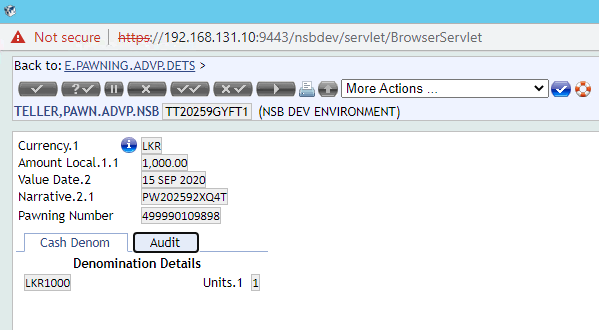 Not secure https://192.168.131.10:9443/nsbdev/servlet/BrowserServlet
Back to: E.PAWNING.ADVP.DETS >
More Actions ...
TELLER,PAWN.ADVP.NSB TT20259GYFT1 (NSB DEV ENVIRONMENT)
Currency.1 LKR
Amount Local.1.1 1,000.00
Value Date.2 15 SEP 2020
Narrative.2.1 PW202592XQ4T
Pawning Number 499990109898
Cash Denom Audit
Denomination Details
LKR1000 Units.1 1